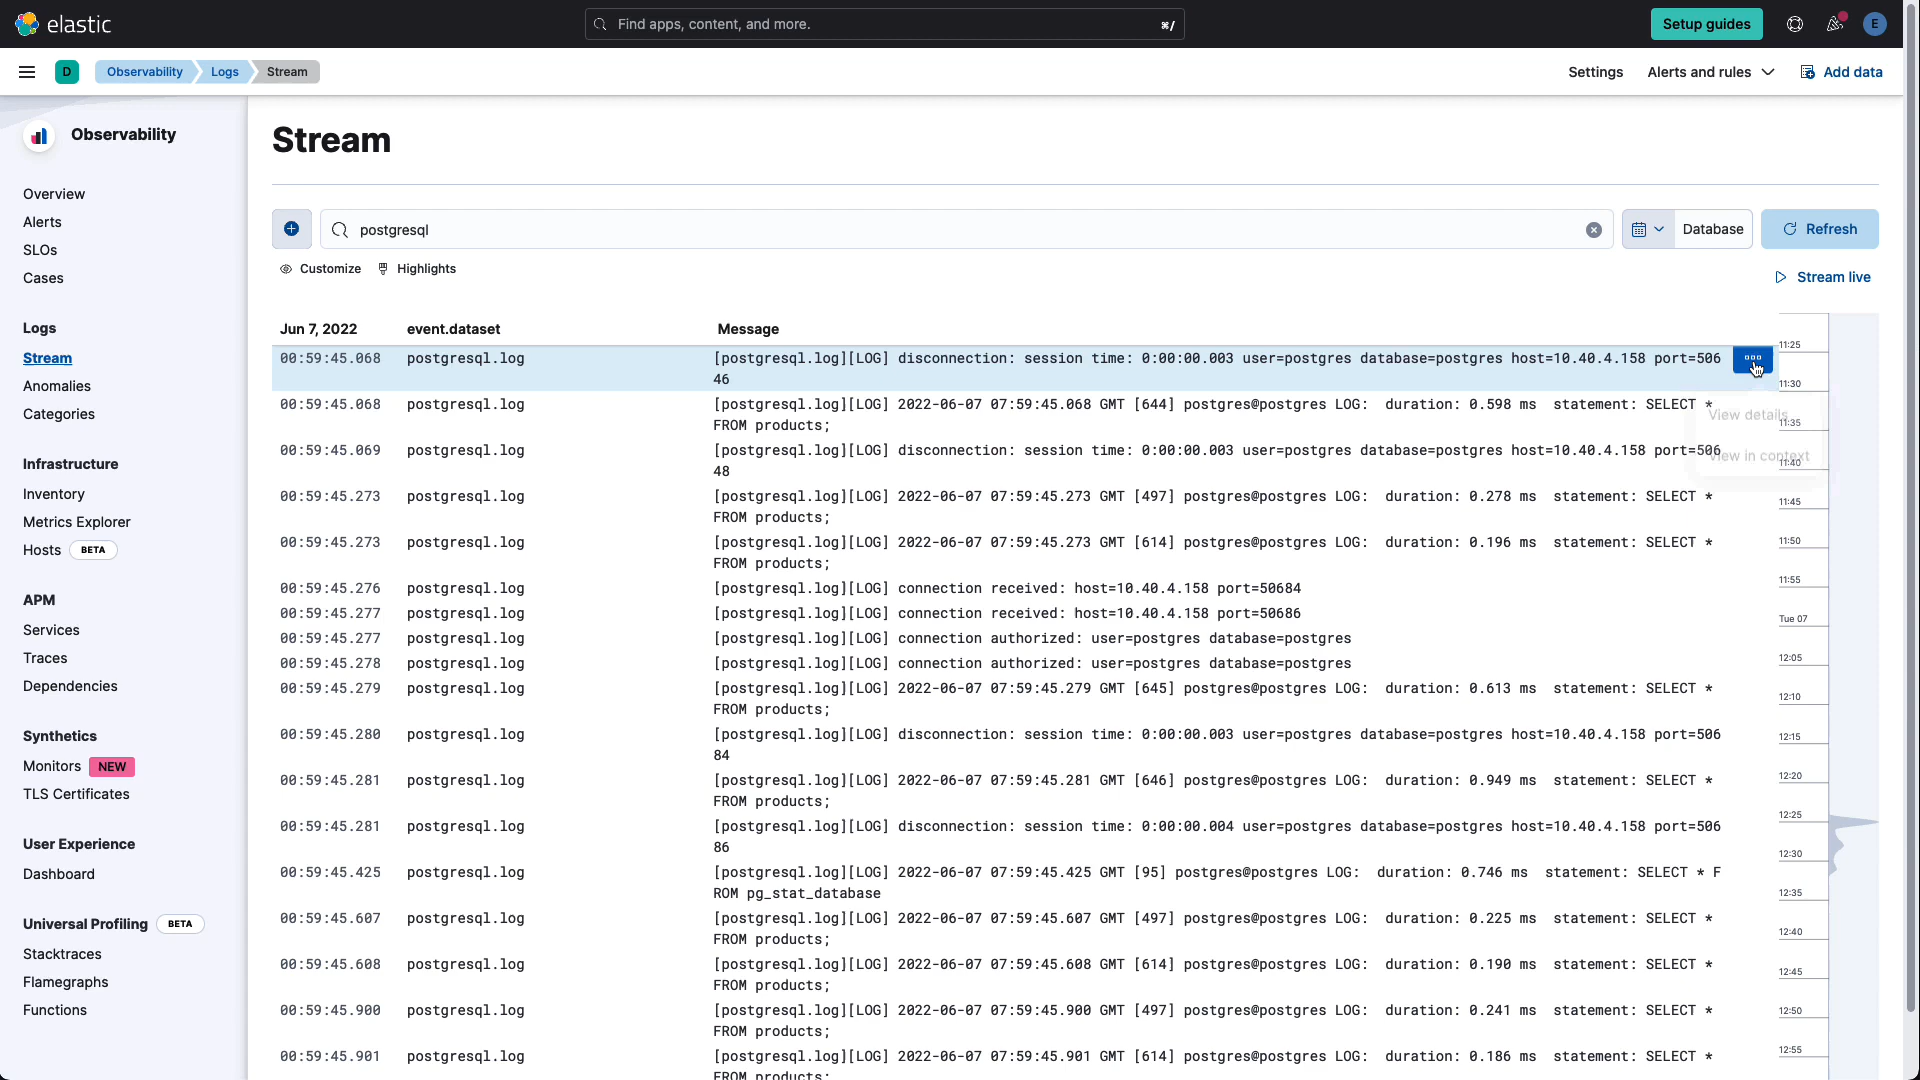 elastic
Find apps, content, and more.
⌘/
Setup guides
E
D
Observability
Logs
Stream
Settings
Alerts and rules
Add data
Observability
Overview
Alerts
SLOs
Cases
Logs
Stream
Anomalies
Categories
Infrastructure
Inventory
Metrics Explorer
Hosts BETA
APM
Services
Traces
Dependencies
Synthetics
Monitors NEW
TLS Certificates
User Experience
Dashboard
Universal Profiling BETA
Stacktraces
Flamegraphs
Functions
Stream
postgresql
Database
Refresh
Customize
Highlights
Stream live
Jun 7, 2022 event.dataset Message
00:59:45.068 postgresql.log [postgresql.log][LOG] disconnection: session time: 0:00:00.003 user=postgres database=postgres host=10.40.4.158 port=506
46
00:59:45.068 postgresql.log [postgresql.log][LOG] 2022-06-07 07:59:45.068 GMT [644] postgres@postgres LOG:  duration: 0.598 ms  statement: SELECT *
FROM products;
00:59:45.069 postgresql.log [postgresql.log][LOG] disconnection: session time: 0:00:00.003 user=postgres database=postgres host=10.40.4.158 port=506
48
00:59:45.273 postgresql.log [postgresql.log][LOG] 2022-06-07 07:59:45.273 GMT [497] postgres@postgres LOG:  duration: 0.278 ms  statement: SELECT *
FROM products;
00:59:45.273 postgresql.log [postgresql.log][LOG] 2022-06-07 07:59:45.273 GMT [614] postgres@postgres LOG:  duration: 0.196 ms  statement: SELECT *
FROM products;
00:59:45.276 postgresql.log [postgresql.log][LOG] connection received: host=10.40.4.158 port=50684
00:59:45.277 postgresql.log [postgresql.log][LOG] connection received: host=10.40.4.158 port=50686
00:59:45.277 postgresql.log [postgresql.log][LOG] connection authorized: user=postgres database=postgres
00:59:45.278 postgresql.log [postgresql.log][LOG] connection authorized: user=postgres database=postgres
00:59:45.279 postgresql.log [postgresql.log][LOG] 2022-06-07 07:59:45.279 GMT [645] postgres@postgres LOG:  duration: 0.613 ms  statement: SELECT *
FROM products;
00:59:45.280 postgresql.log [postgresql.log][LOG] disconnection: session time: 0:00:00.003 user=postgres database=postgres host=10.40.4.158 port=506
84
00:59:45.281 postgresql.log [postgresql.log][LOG] 2022-06-07 07:59:45.281 GMT [646] postgres@postgres LOG:  duration: 0.949 ms  statement: SELECT *
FROM products;
00:59:45.281 postgresql.log [postgresql.log][LOG] disconnection: session time: 0:00:00.004 user=postgres database=postgres host=10.40.4.158 port=506
86
00:59:45.425 postgresql.log [postgresql.log][LOG] 2022-06-07 07:59:45.425 GMT [95] postgres@postgres LOG:  duration: 0.746 ms  statement: SELECT * F
ROM pg_stat_database
00:59:45.607 postgresql.log [postgresql.log][LOG] 2022-06-07 07:59:45.607 GMT [497] postgres@postgres LOG:  duration: 0.225 ms  statement: SELECT *
FROM products;
00:59:45.608 postgresql.log [postgresql.log][LOG] 2022-06-07 07:59:45.608 GMT [614] postgres@postgres LOG:  duration: 0.190 ms  statement: SELECT *
FROM products;
00:59:45.900 postgresql.log [postgresql.log][LOG] 2022-06-07 07:59:45.900 GMT [497] postgres@postgres LOG:  duration: 0.241 ms  statement: SELECT *
FROM products;
00:59:45.901 postgresql.log [postgresql.log][LOG] 2022-06-07 07:59:45.901 GMT [614] postgres@postgres LOG:  duration: 0.186 ms  statement: SELECT *
FROM products;
View details
View in context
11:25
11:30
11:35
11:40
11:45
11:50
11:55
Tue 07
12:05
12:10
12:15
12:20
12:25
12:30
12:35
12:40
12:45
12:50
12:55